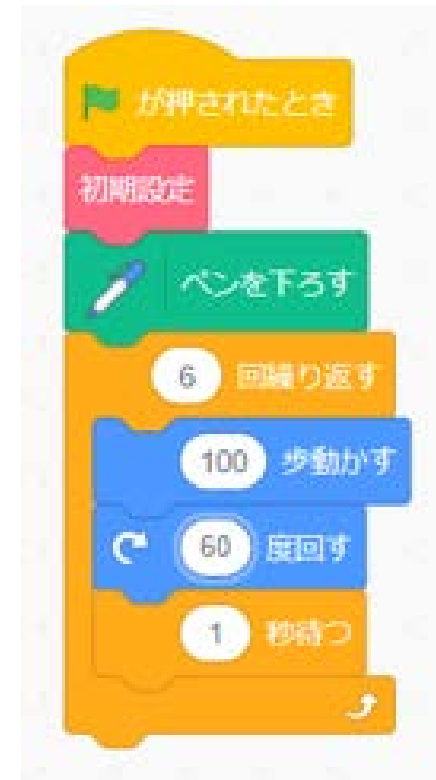 が押されたとき
初期設定
ペンを下ろす
6 回繰り返す
100 歩動かす
60 度回す
1 秒待つ